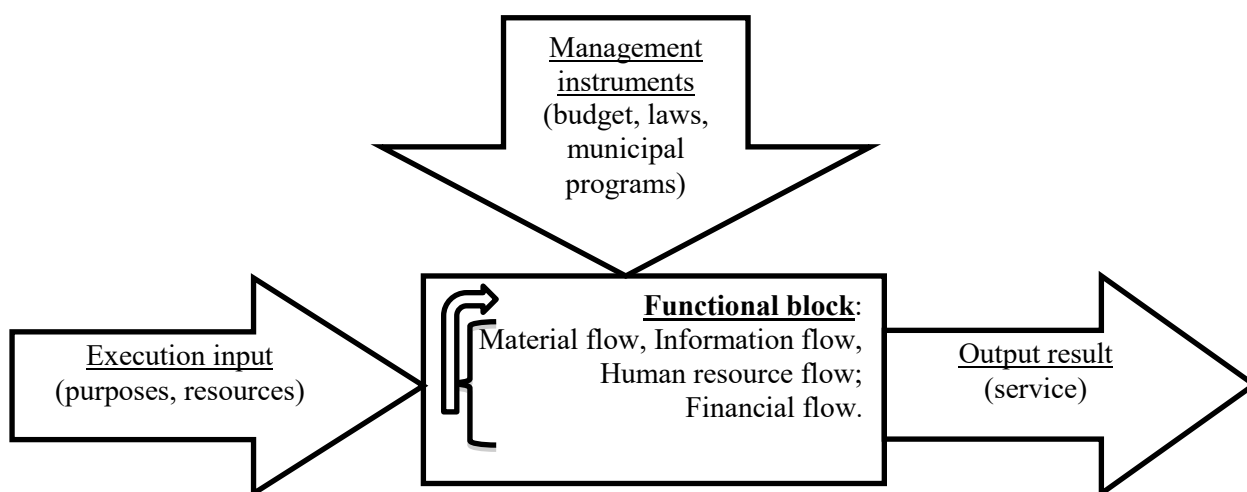 Management
instruments
(budget, laws,
municipal
programs)
Execution input
(purposes, resources)
Functional block:
Material flow, Information flow,
Human resource flow;
Financial flow.
Output result
(service)